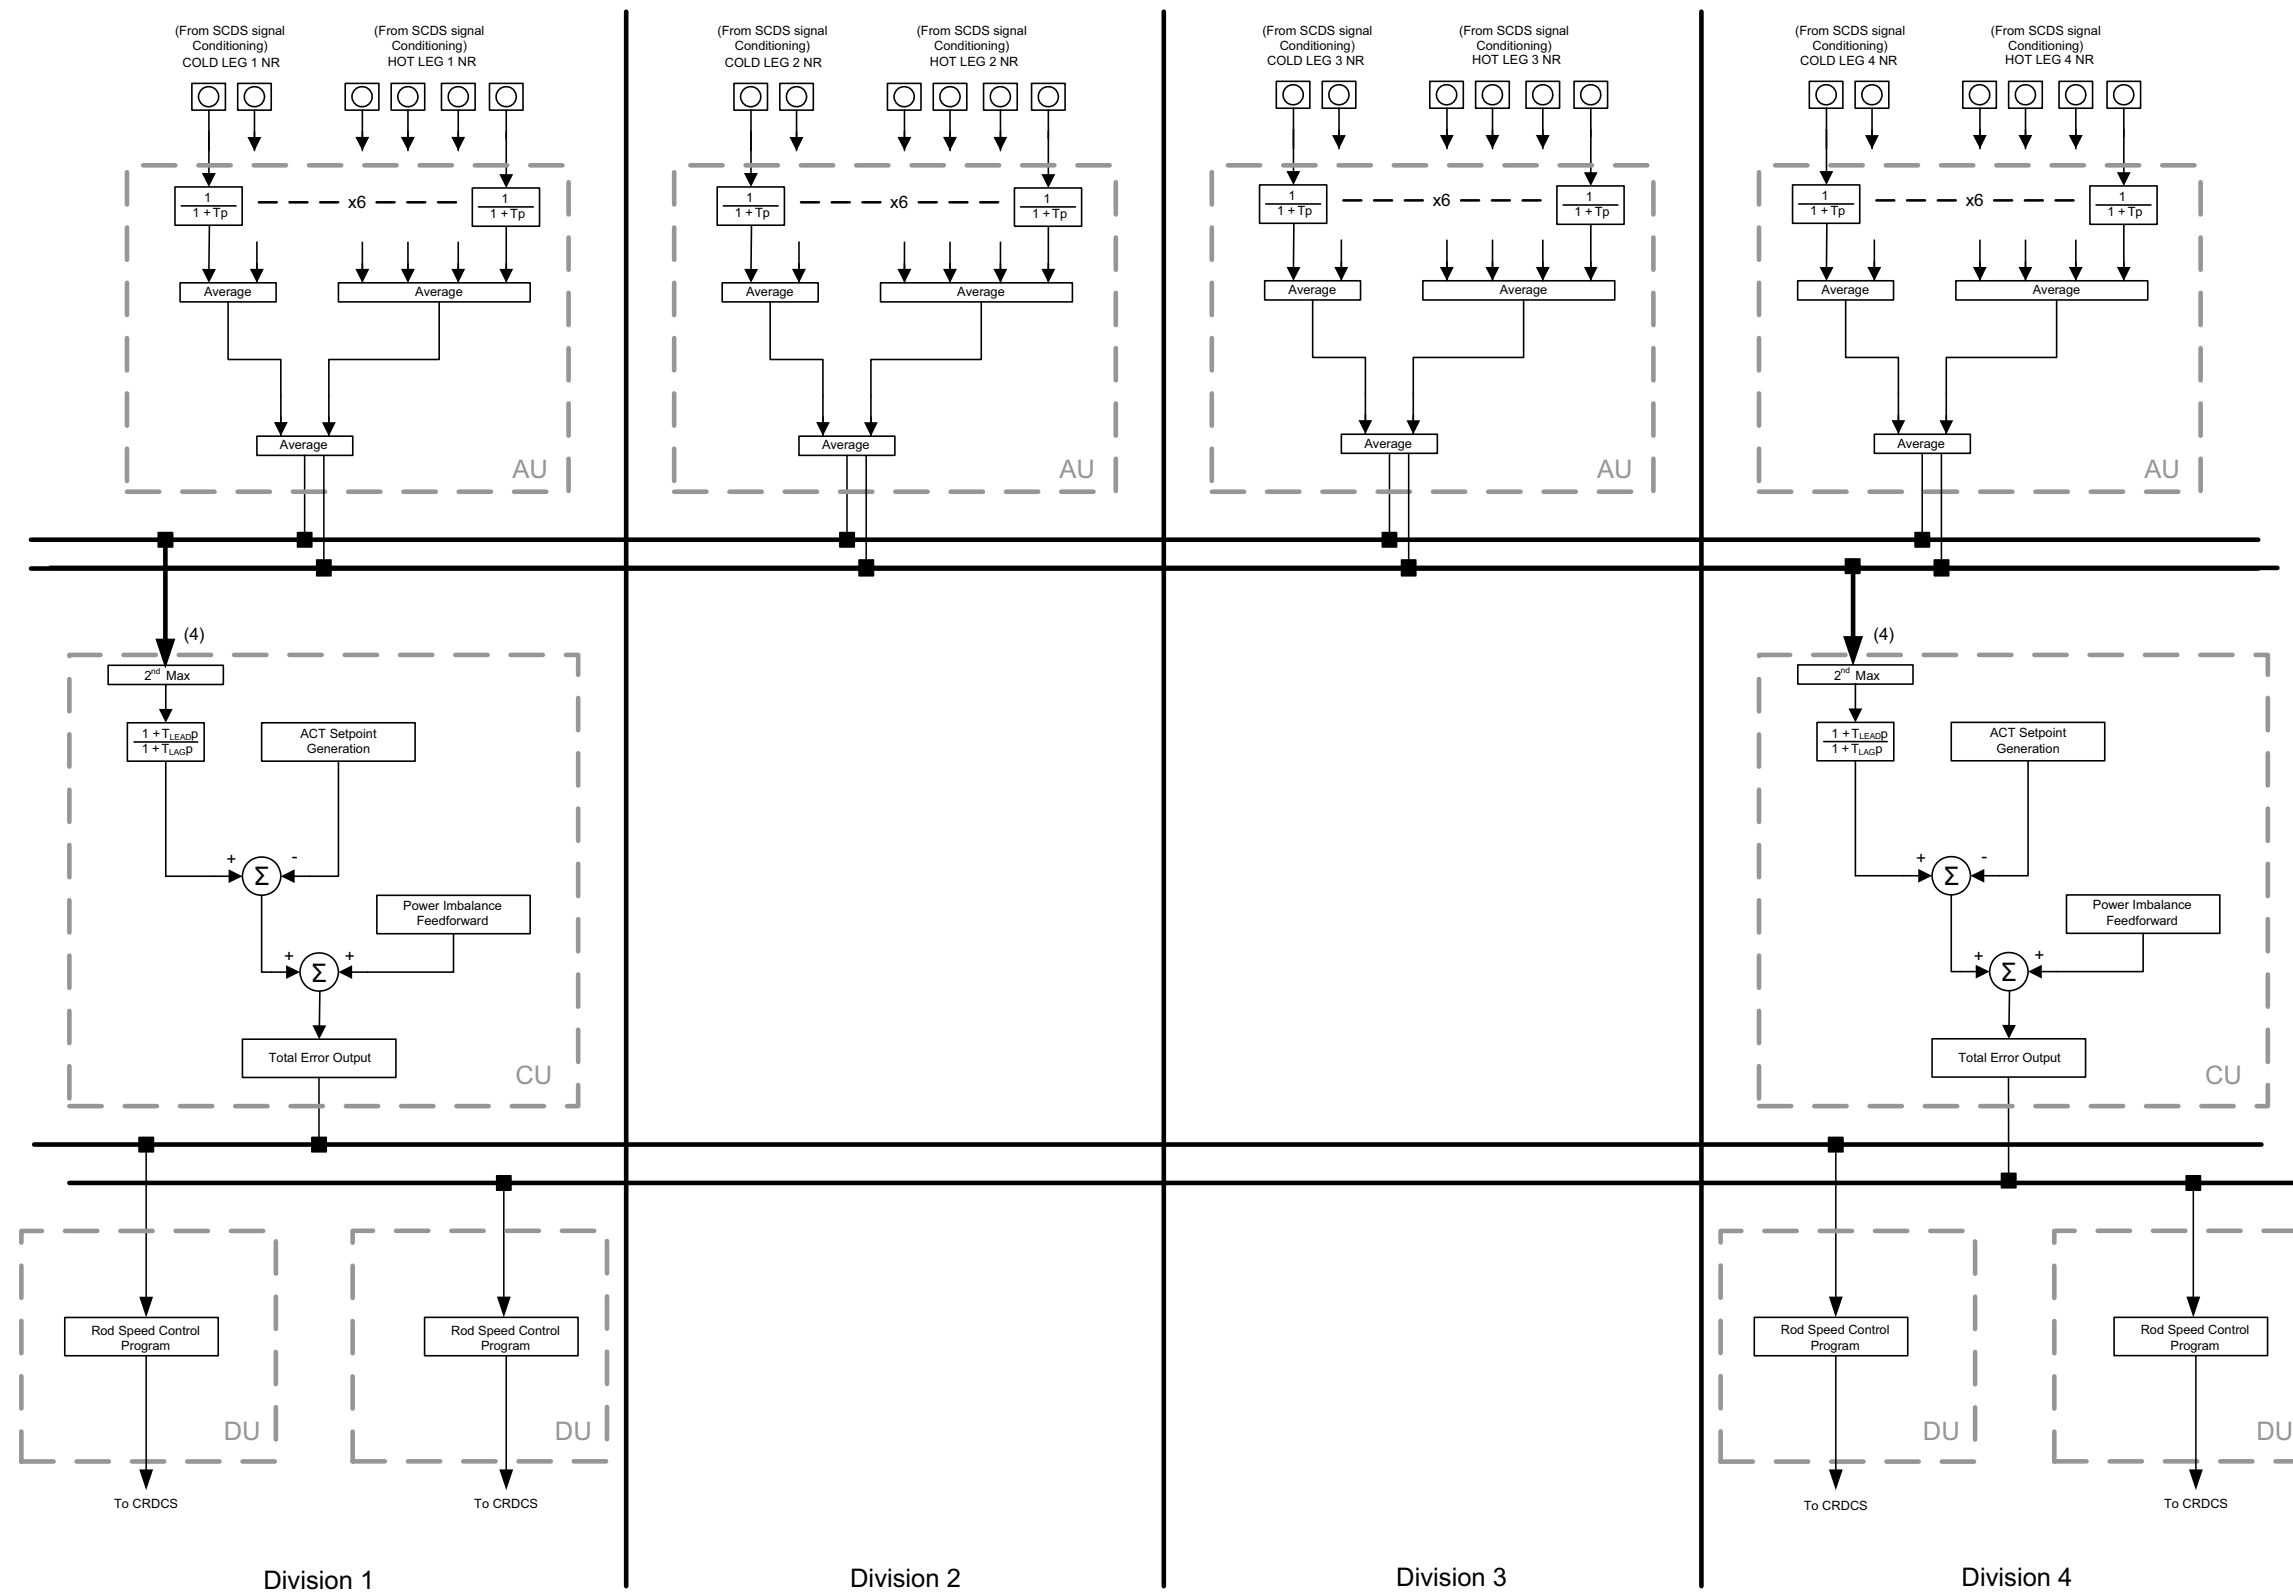 (From SCDS signal
Conditioning)
COLD LEG 1 NR
(From SCDS signal
Conditioning)
HOT LEG 1 NR
(From SCDS signal
Conditioning)
COLD LEG 2 NR
(From SCDS signal
Conditioning)
HOT LEG 2 NR
(From SCDS signal
Conditioning)
COLD LEG 3 NR
(From SCDS signal
Conditioning)
HOT LEG 3 NR
(From SCDS signal
Conditioning)
COLD LEG 4 NR
(From SCDS signal
Conditioning)
HOT LEG 4 NR
1
1 + Tp
x6
1
1 + Tp
1
1 + Tp
x6
1
1 + Tp
1
1 + Tp
x6
1
1 + Tp
1
1 + Tp
x6
1
1 + Tp
Average
Average
Average
Average
Average
Average
Average
Average
Average
AU
Average
AU
Average
AU
Average
AU
(4)
(4)
2nd Max
1 + TLEADp
1 + TLAGp
ACT Setpoint
Generation
+
-
Σ
Power Imbalance
Feedforward
+
+
Σ
Total Error Output
CU
2nd Max
1 + TLEADp
1 + TLAGp
ACT Setpoint
Generation
+
-
Σ
Power Imbalance
Feedforward
+
+
Σ
Total Error Output
CU
Rod Speed Control
Program
DU
To CRDCS
Rod Speed Control
Program
DU
To CRDCS
Rod Speed Control
Program
DU
To CRDCS
Rod Speed Control
Program
DU
To CRDCS
Division 1
Division 2
Division 3
Division 4